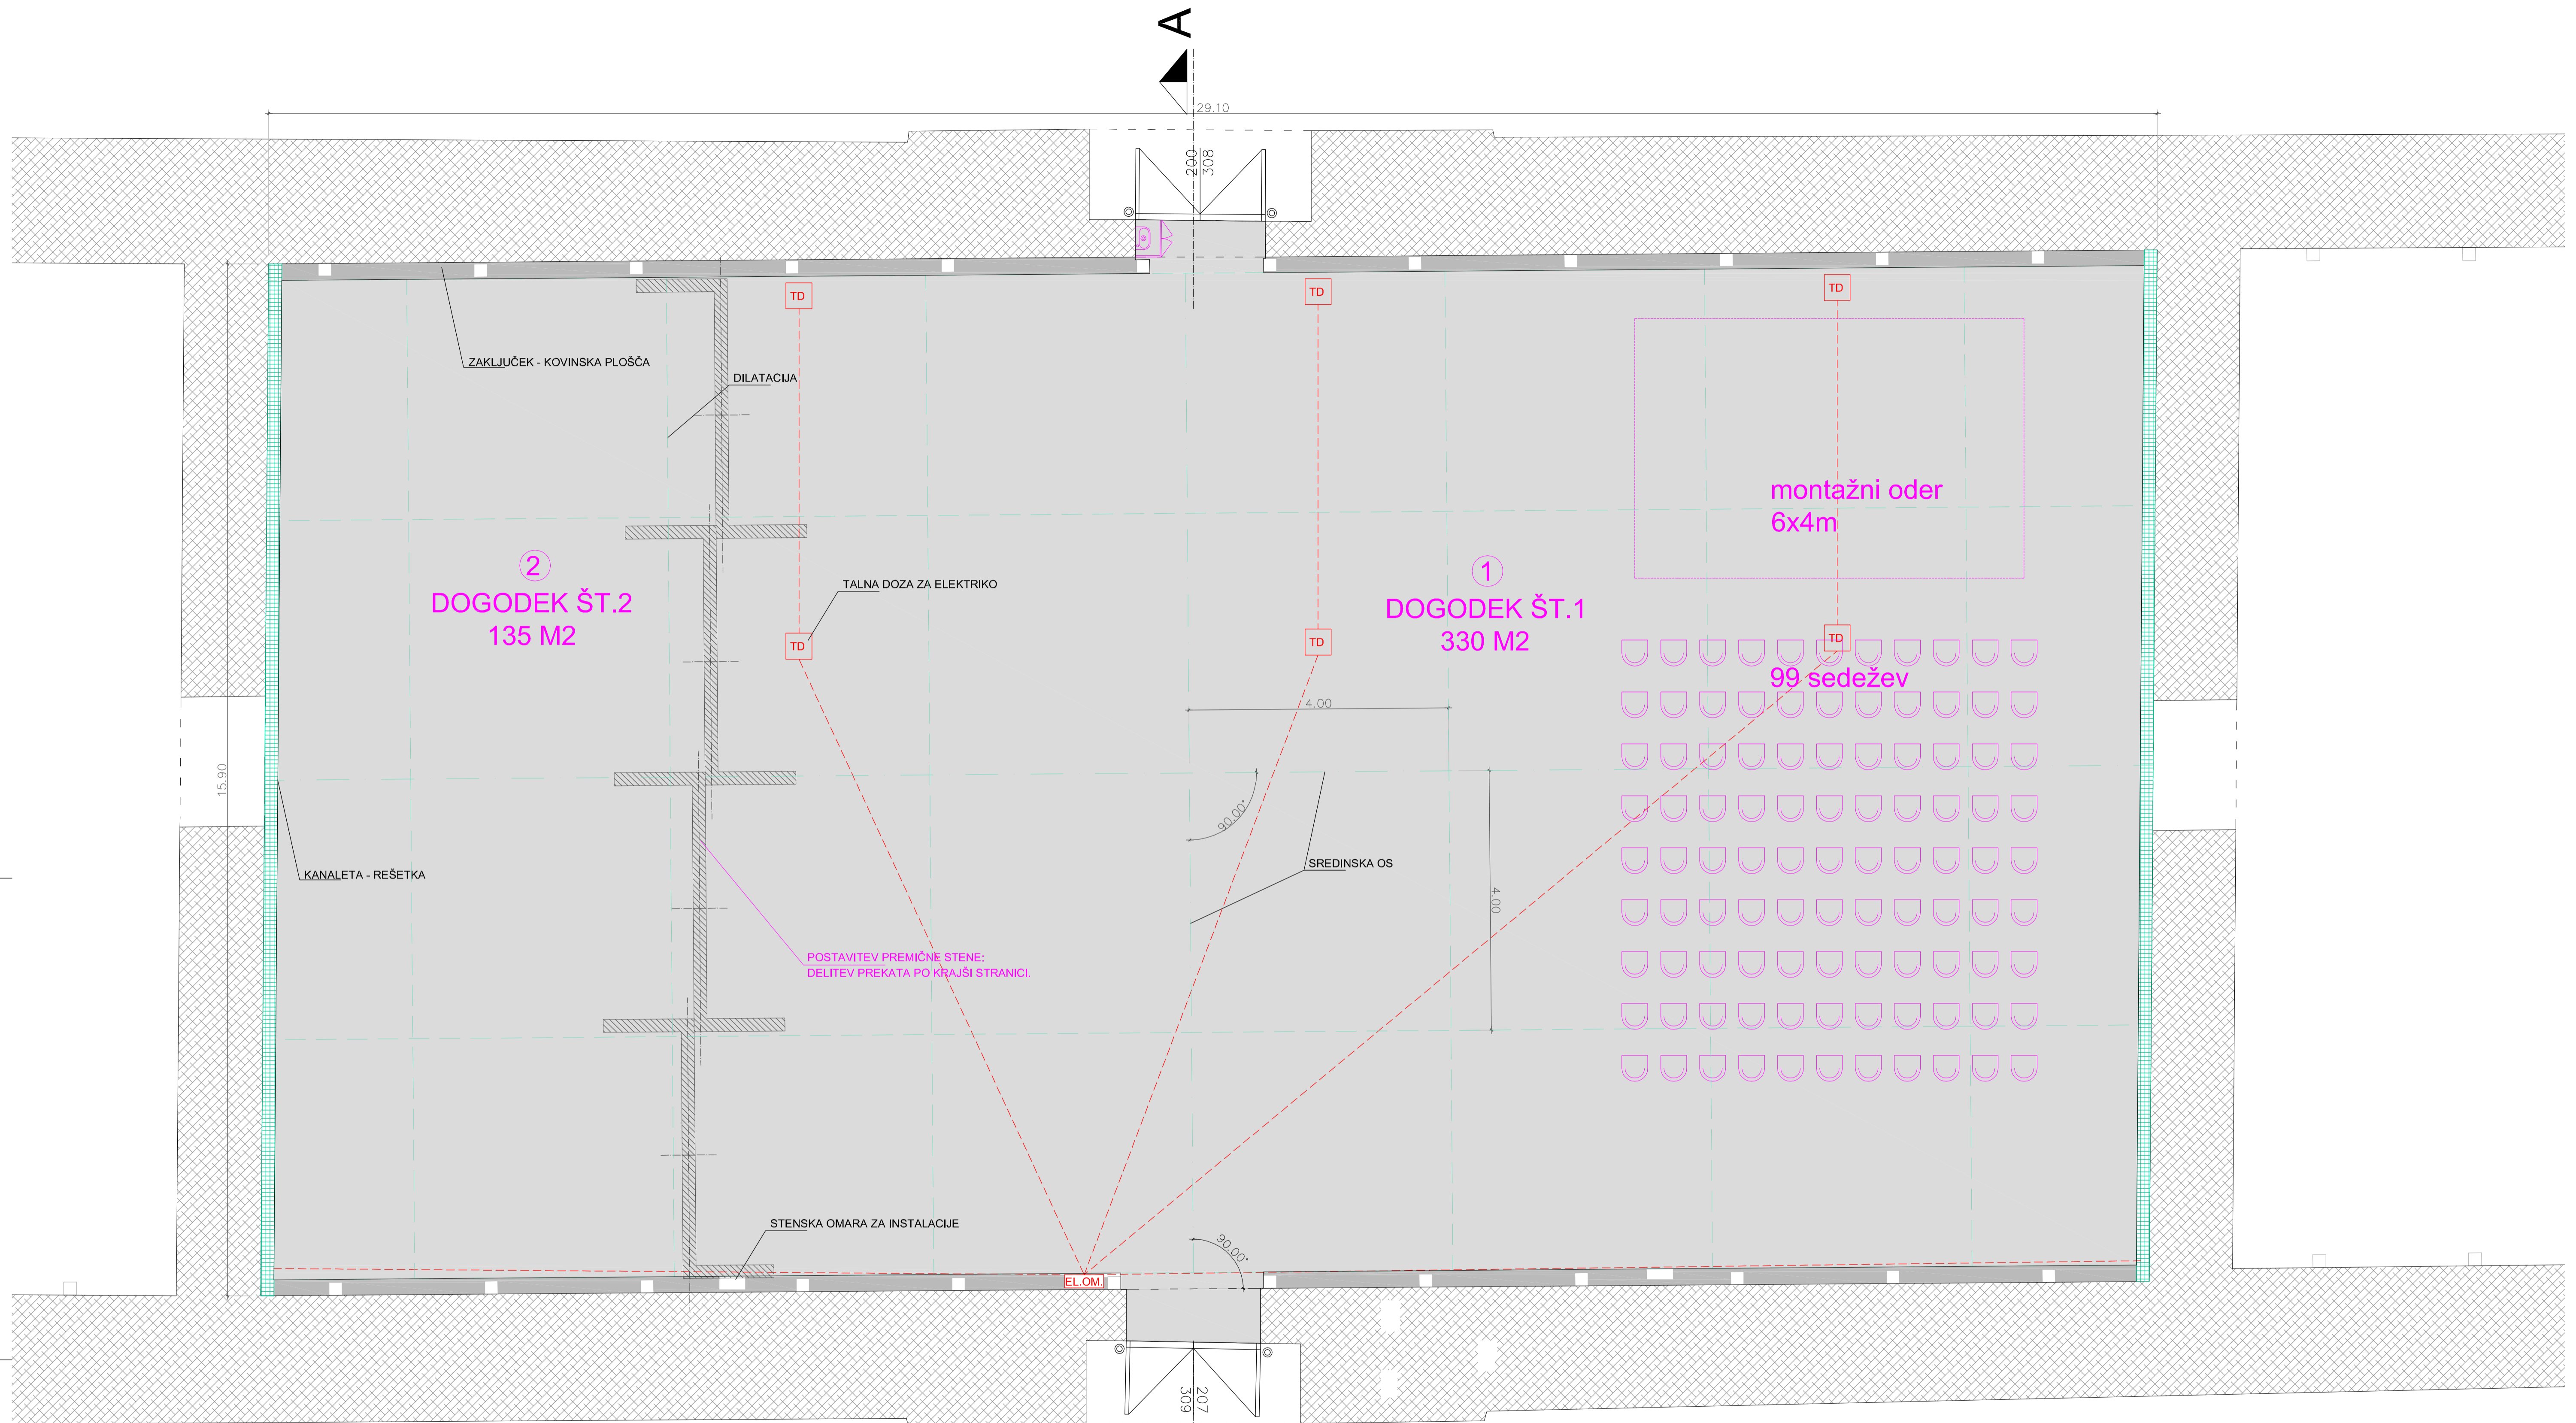 A
29.10
200
308
TD
TD
TD
ZAKLJUČEK - KOVINSKA PLOŠČA
DILATACIJA
montažni oder
6x4m
2
DOGODEK ŠT.2
135 M2
TALNA DOZA ZA ELEKTRIKO
1
DOGODEK ŠT.1
330 M2
TD
TD
TD
99 sedežev
4.00
15.90
90.00°
SREDINSKA OS
KANALETA - REŠETKA
4.00
POSTAVITEV PREMIČNE STENE:
DELITEV PREKATA PO KRAJŠI STRANICI.
STENSKA OMARA ZA INSTALACIJE
90.00°
EL.OM.
207
309